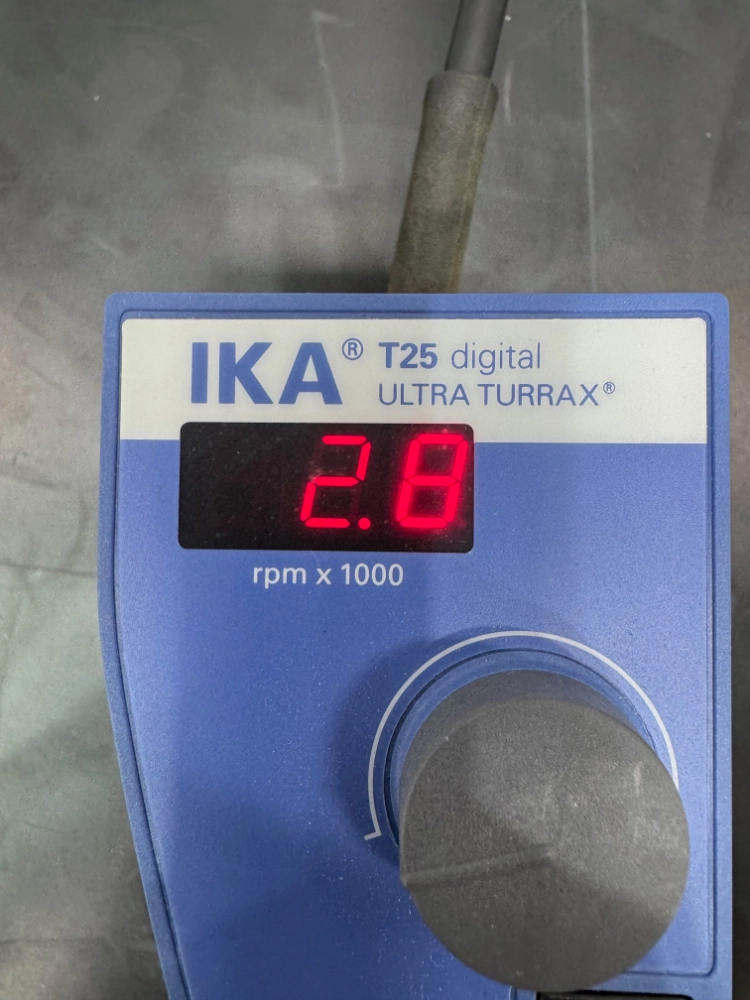 IKA® T25 digital
ULTRA TURRAX®
2.8
rpm x 1000